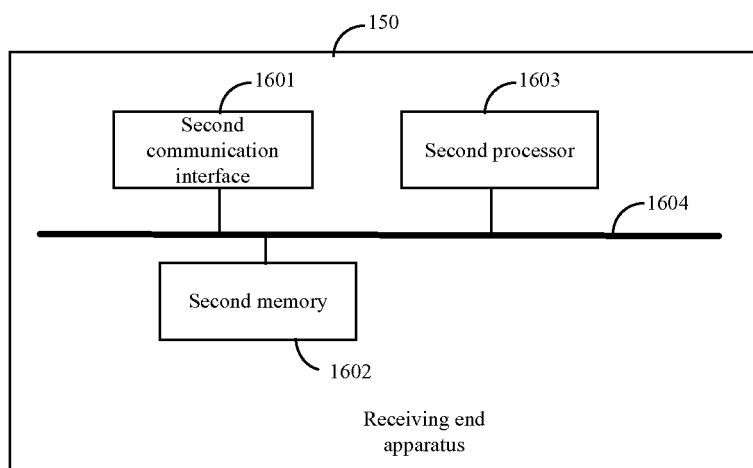 150
1601
1603
Second
communication
interface
Second processor
1604
Second memory
1602
Receiving end
apparatus